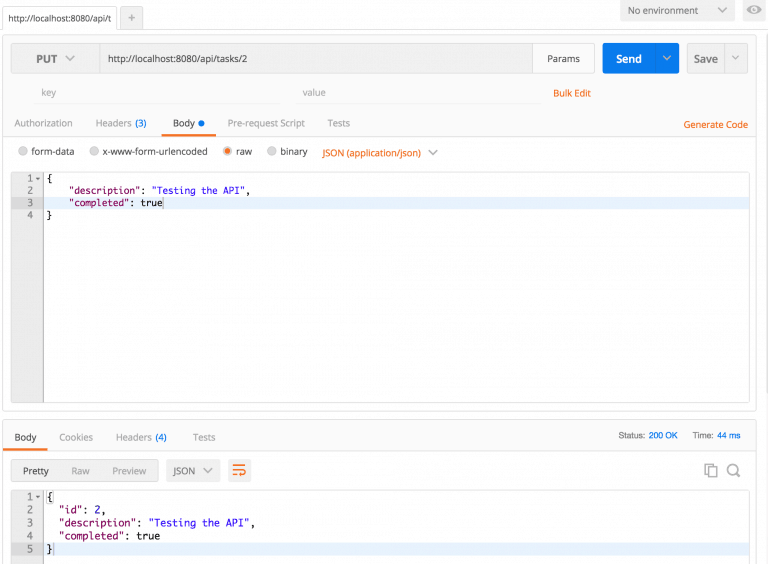 http://localhost:8080/api/t + No environment
PUT http://localhost:8080/api/tasks/2 Params Send Save
key value Bulk Edit
Authorization Headers (3) Body Pre-request Script Tests Generate Code
form-data x-www-form-urlencoded raw binary JSON (application/json)
1 {
2 "description": "Testing the API",
3 "completed": true
4 }
Body Cookies Headers (4) Tests Status: 200 OK Time: 44 ms
Pretty Raw Preview JSON
1 {
2 "id": 2,
3 "description": "Testing the API",
4 "completed": true
5 }